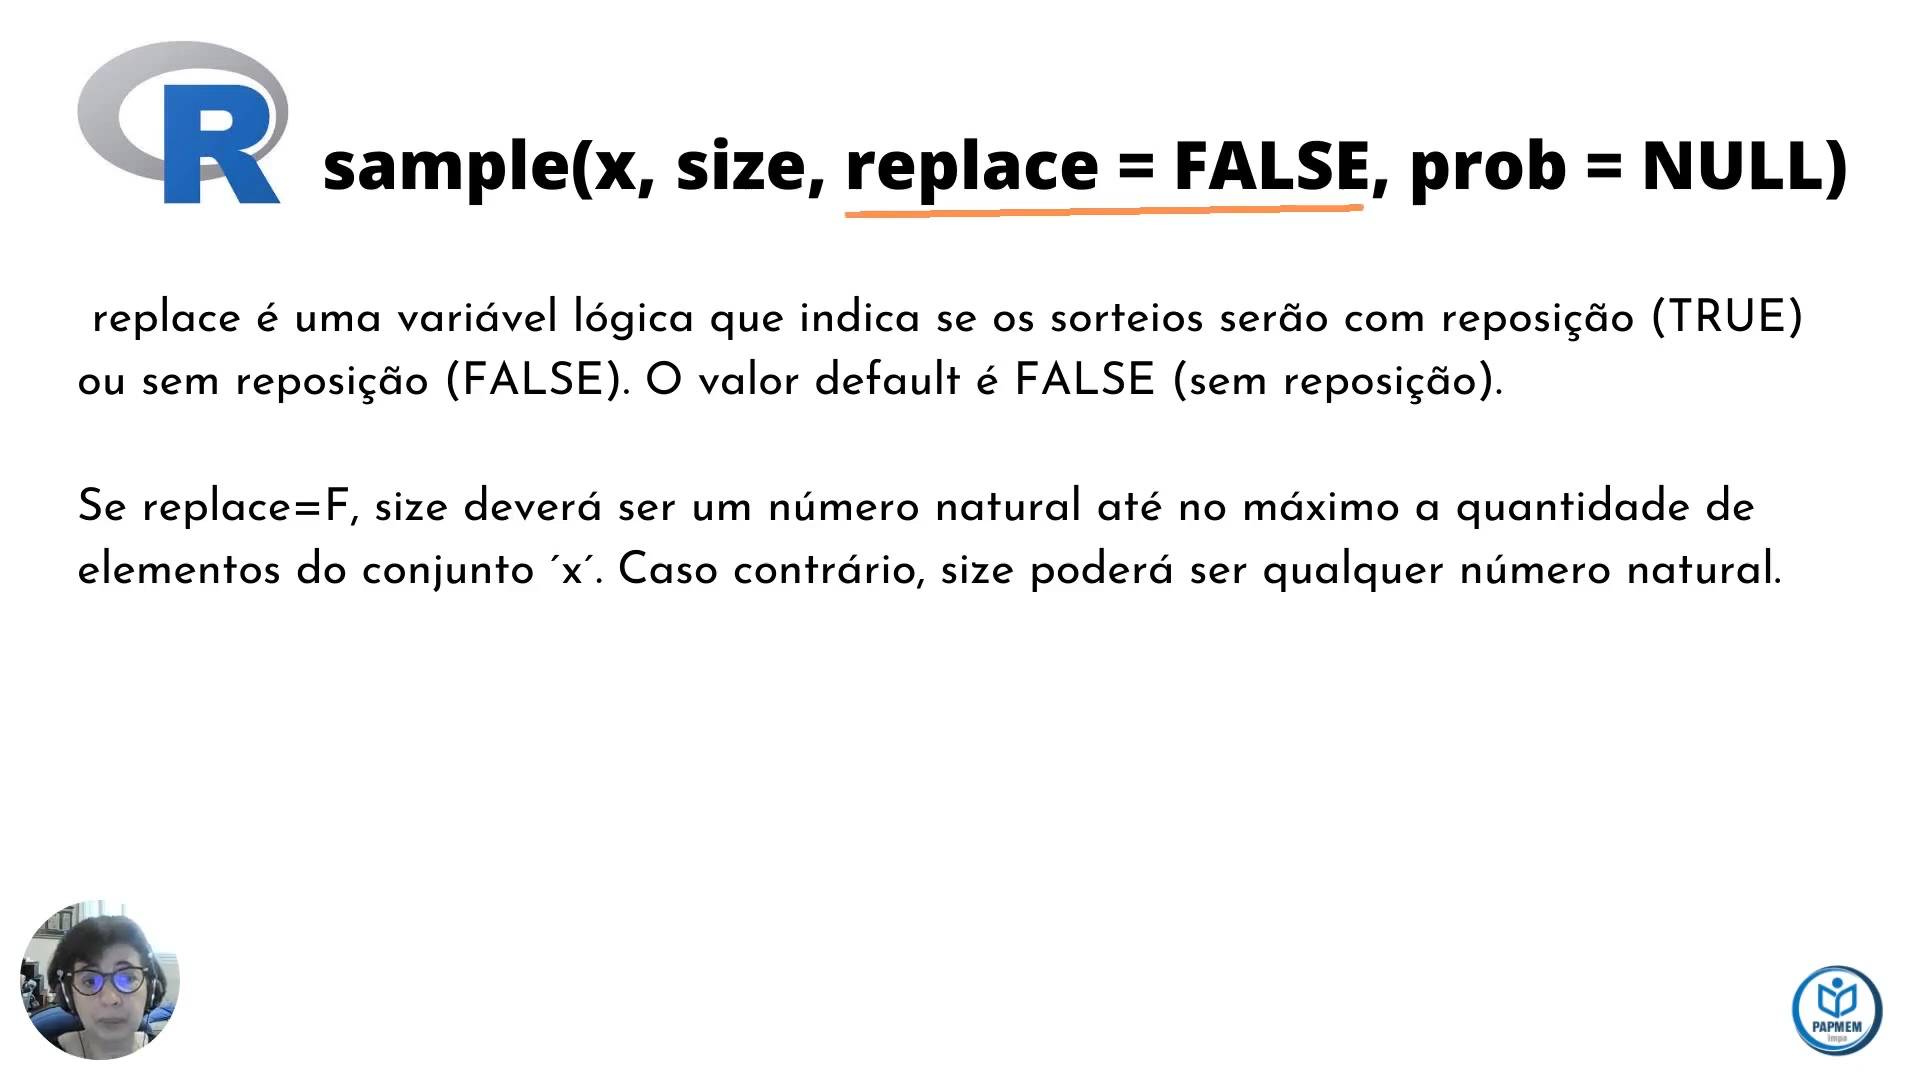 R
sample(x, size, replace = FALSE, prob = NULL)
replace é uma variável lógica que indica se os sorteios serão com reposição (TRUE)
ou sem reposição (FALSE). O valor default é FALSE (sem reposição).
Se replace=F, size deverá ser um número natural até no máximo a quantidade de
elementos do conjunto ´x´. Caso contrário, size poderá ser qualquer número natural.
PAPMEM
impa